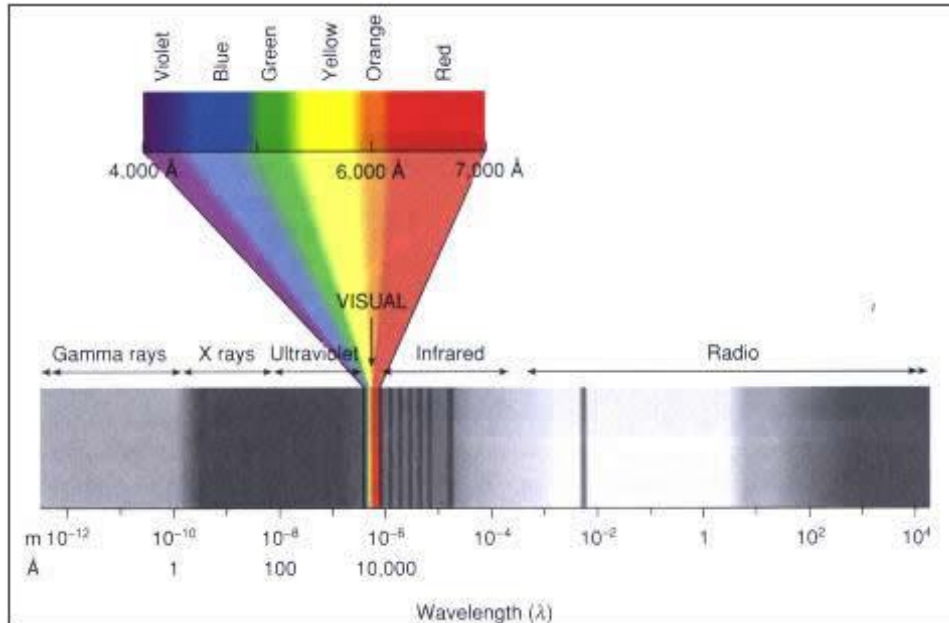 Violet Blue Green Yellow Orange Red
4,000 Å 6,000 Å 7,000 Å
VISUAL
Gamma rays X rays Ultraviolet Infrared Radio
m 10⁻¹² 10⁻¹⁰ 10⁻⁸ 10⁻⁶ 10⁻⁴ 10⁻² 1 10² 10⁴
Å 1 100 10,000
Wavelength (λ)